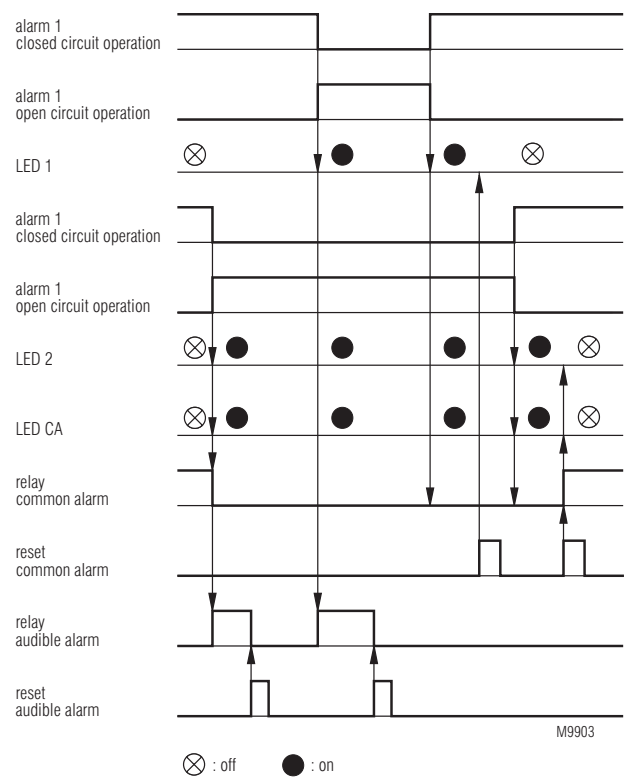 alarm 1
closed circuit operation
alarm 1
open circuit operation
LED 1
alarm 1
closed circuit operation
alarm 1
open circuit operation
LED 2
LED CA
relay
common alarm
reset
common alarm
relay
audible alarm
reset
audible alarm
M9903
: off : on